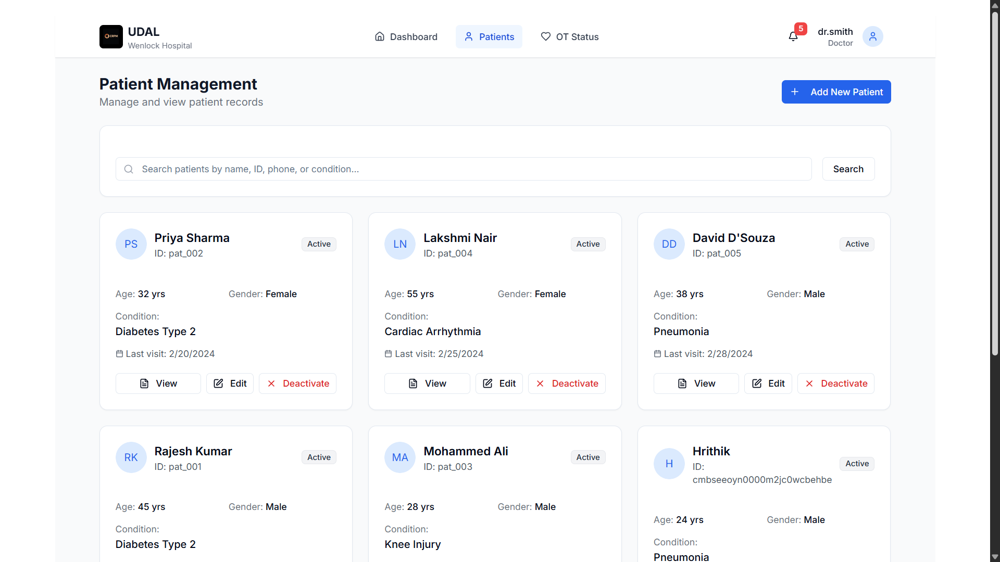 CRPM
UDAL
Wenlock Hospital
Dashboard
Patients
OT Status
5
dr.smith
Doctor
Patient Management
Manage and view patient records
Add New Patient
Search patients by name, ID, phone, or condition...
Search
PS
Priya Sharma
ID: pat_002
Active
Age: 32 yrs
Gender: Female
Condition:
Diabetes Type 2
Last visit: 2/20/2024
View
Edit
Deactivate
LN
Lakshmi Nair
ID: pat_004
Active
Age: 55 yrs
Gender: Female
Condition:
Cardiac Arrhythmia
Last visit: 2/25/2024
View
Edit
Deactivate
DD
David D'Souza
ID: pat_005
Active
Age: 38 yrs
Gender: Male
Condition:
Pneumonia
Last visit: 2/28/2024
View
Edit
Deactivate
RK
Rajesh Kumar
ID: pat_001
Active
Age: 45 yrs
Gender: Male
Condition:
Diabetes Type 2
MA
Mohammed Ali
ID: pat_003
Active
Age: 28 yrs
Gender: Male
Condition:
Knee Injury
H
Hrithik
ID:
cmbseeoyn0000m2jc0wcbehbe
Active
Age: 24 yrs
Gender: Male
Condition:
Pneumonia